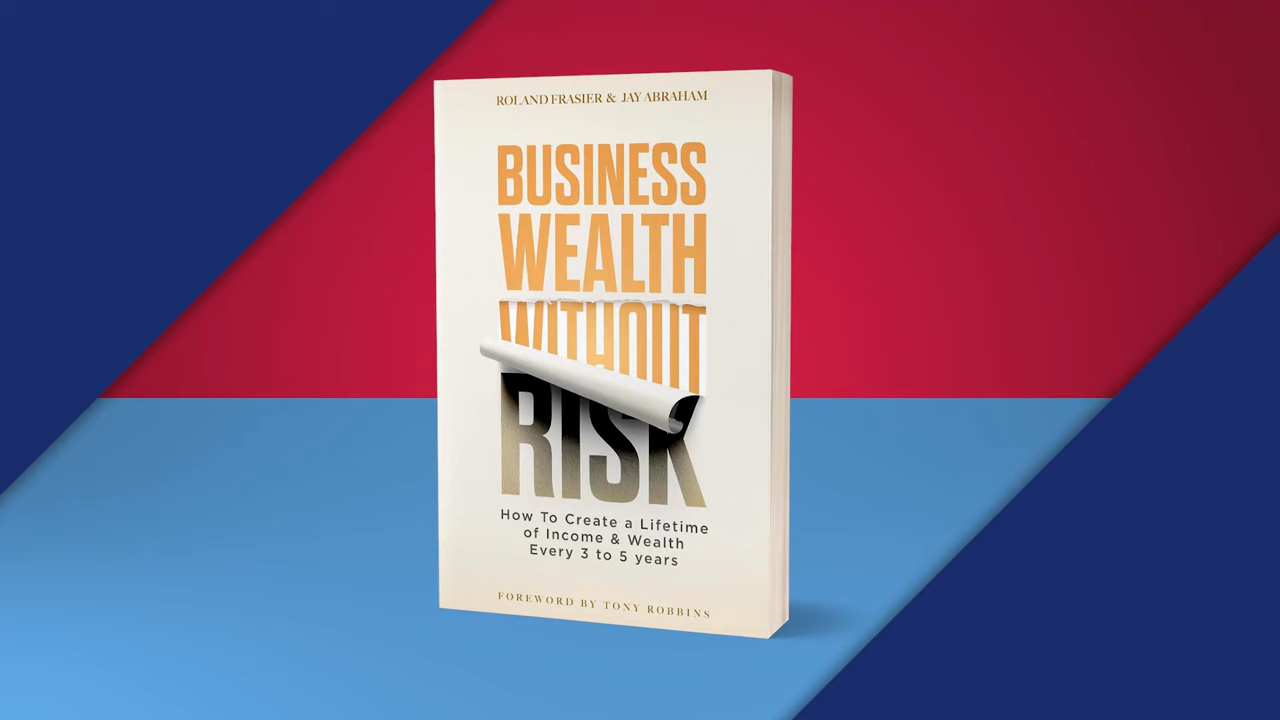 ROLAND FRASIER & JAY ABRAHAM
BUSINESS
WEALTH
WITHOUT
RISK
How To Create a Lifetime
of Income & Wealth
Every 3 to 5 years
FOREWORD BY TONY ROBBINS